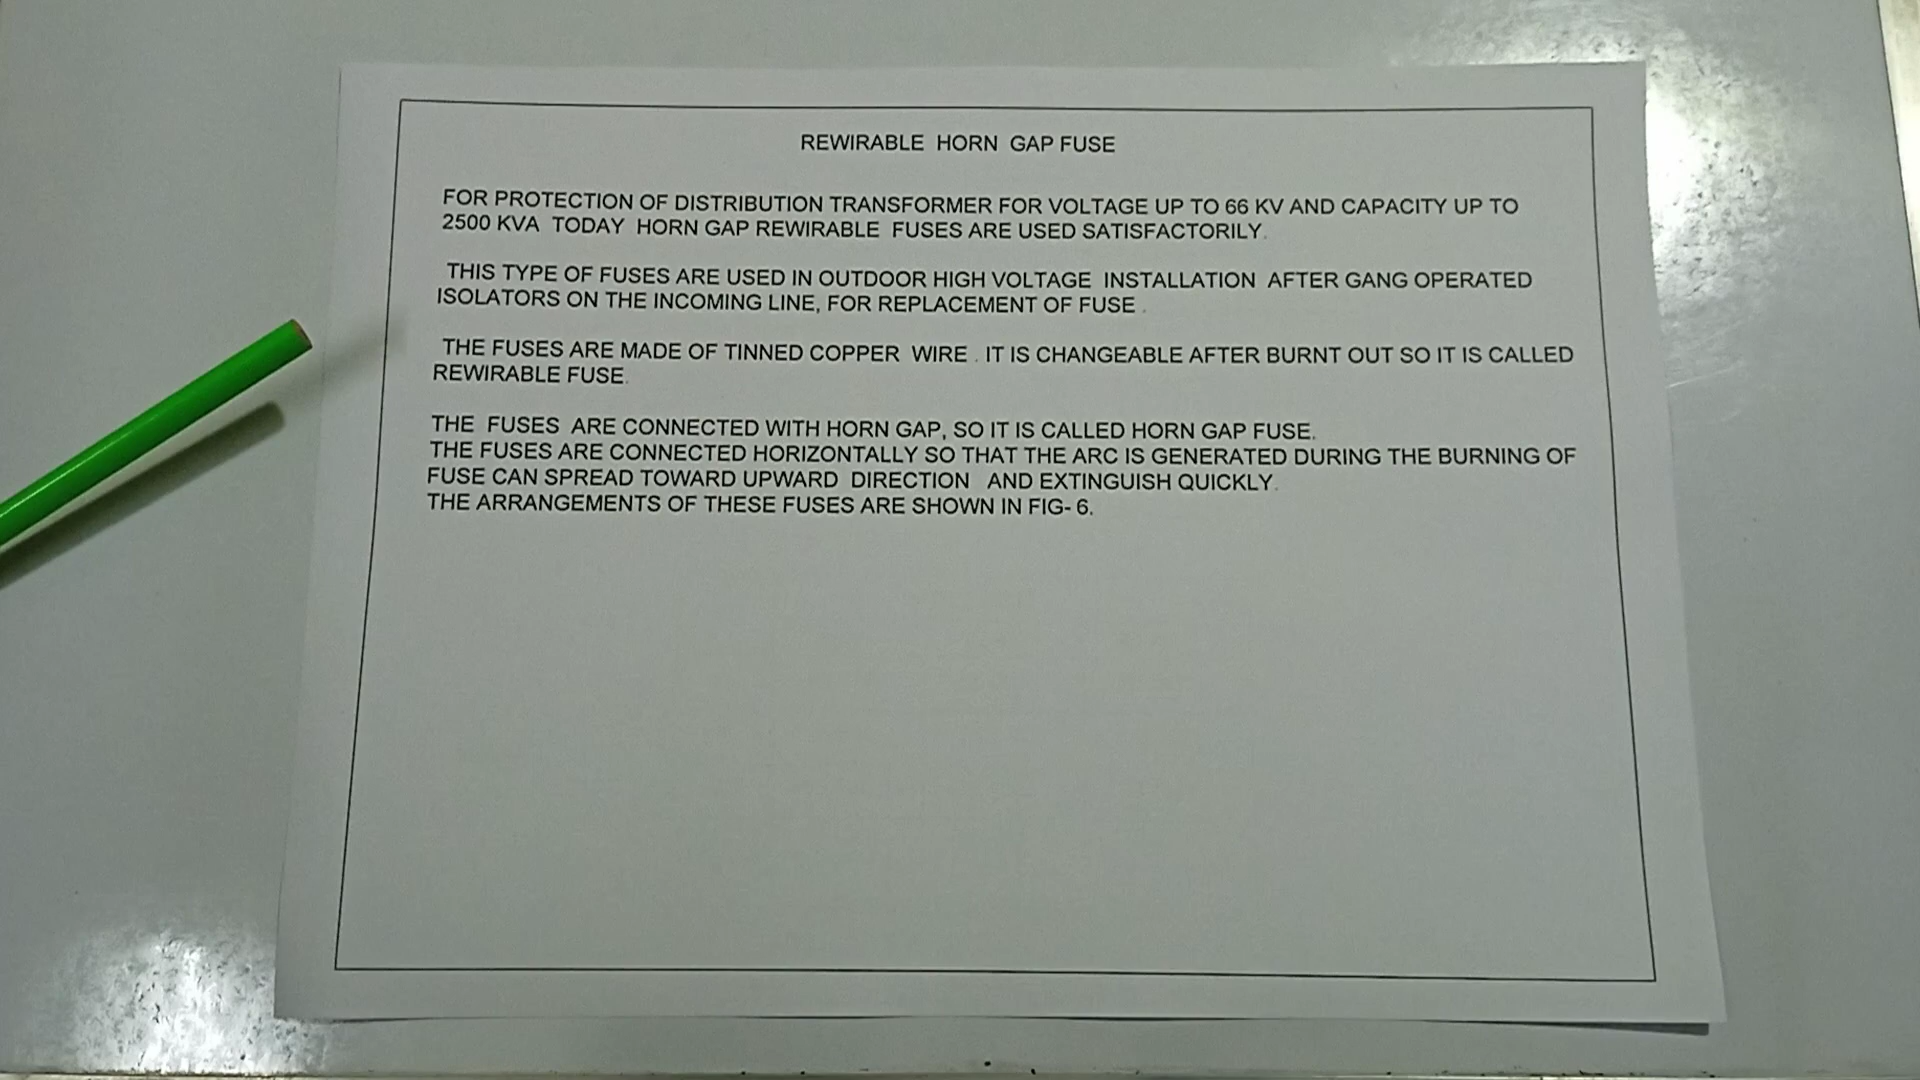 REWIRABLE HORN GAP FUSE
FOR PROTECTION OF DISTRIBUTION TRANSFORMER FOR VOLTAGE UP TO 66 KV AND CAPACITY UP TO
2500 KVA TODAY HORN GAP REWIRABLE FUSES ARE USED SATISFACTORILY.
THIS TYPE OF FUSES ARE USED IN OUTDOOR HIGH VOLTAGE INSTALLATION AFTER GANG OPERATED
ISOLATORS ON THE INCOMING LINE, FOR REPLACEMENT OF FUSE .
THE FUSES ARE MADE OF TINNED COPPER WIRE . IT IS CHANGEABLE AFTER BURNT OUT SO IT IS CALLED
REWIRABLE FUSE.
THE FUSES ARE CONNECTED WITH HORN GAP, SO IT IS CALLED HORN GAP FUSE.
THE FUSES ARE CONNECTED HORIZONTALLY SO THAT THE ARC IS GENERATED DURING THE BURNING OF
FUSE CAN SPREAD TOWARD UPWARD DIRECTION AND EXTINGUISH QUICKLY.
THE ARRANGEMENTS OF THESE FUSES ARE SHOWN IN FIG- 6.